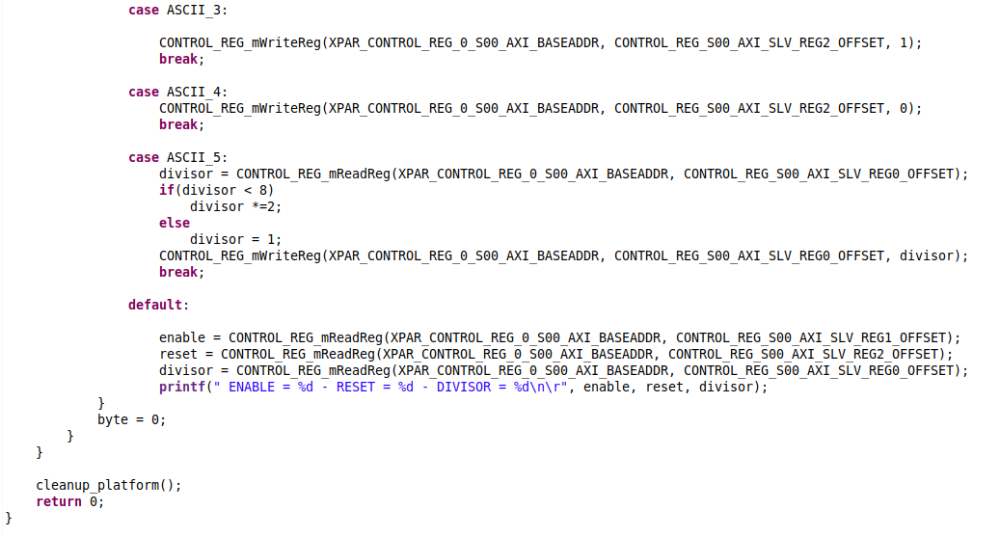 case ASCII_3:
CONTROL_REG_mWriteReg(XPAR_CONTROL_REG_0_S00_AXI_BASEADDR, CONTROL_REG_S00_AXI_SLV_REG2_OFFSET, 1);
break;
case ASCII_4:
CONTROL_REG_mWriteReg(XPAR_CONTROL_REG_0_S00_AXI_BASEADDR, CONTROL_REG_S00_AXI_SLV_REG2_OFFSET, 0);
break;
case ASCII_5:
divisor = CONTROL_REG_mReadReg(XPAR_CONTROL_REG_0_S00_AXI_BASEADDR, CONTROL_REG_S00_AXI_SLV_REG0_OFFSET);
if(divisor < 8)
divisor *=2;
else
divisor = 1;
CONTROL_REG_mWriteReg(XPAR_CONTROL_REG_0_S00_AXI_BASEADDR, CONTROL_REG_S00_AXI_SLV_REG0_OFFSET, divisor);
break;
default:
enable = CONTROL_REG_mReadReg(XPAR_CONTROL_REG_0_S00_AXI_BASEADDR, CONTROL_REG_S00_AXI_SLV_REG1_OFFSET);
reset = CONTROL_REG_mReadReg(XPAR_CONTROL_REG_0_S00_AXI_BASEADDR, CONTROL_REG_S00_AXI_SLV_REG2_OFFSET);
divisor = CONTROL_REG_mReadReg(XPAR_CONTROL_REG_0_S00_AXI_BASEADDR, CONTROL_REG_S00_AXI_SLV_REG0_OFFSET);
printf(" ENABLE = %d - RESET = %d - DIVISOR = %d\n\r", enable, reset, divisor);
}
byte = 0;
}
}
cleanup_platform();
return 0;
}